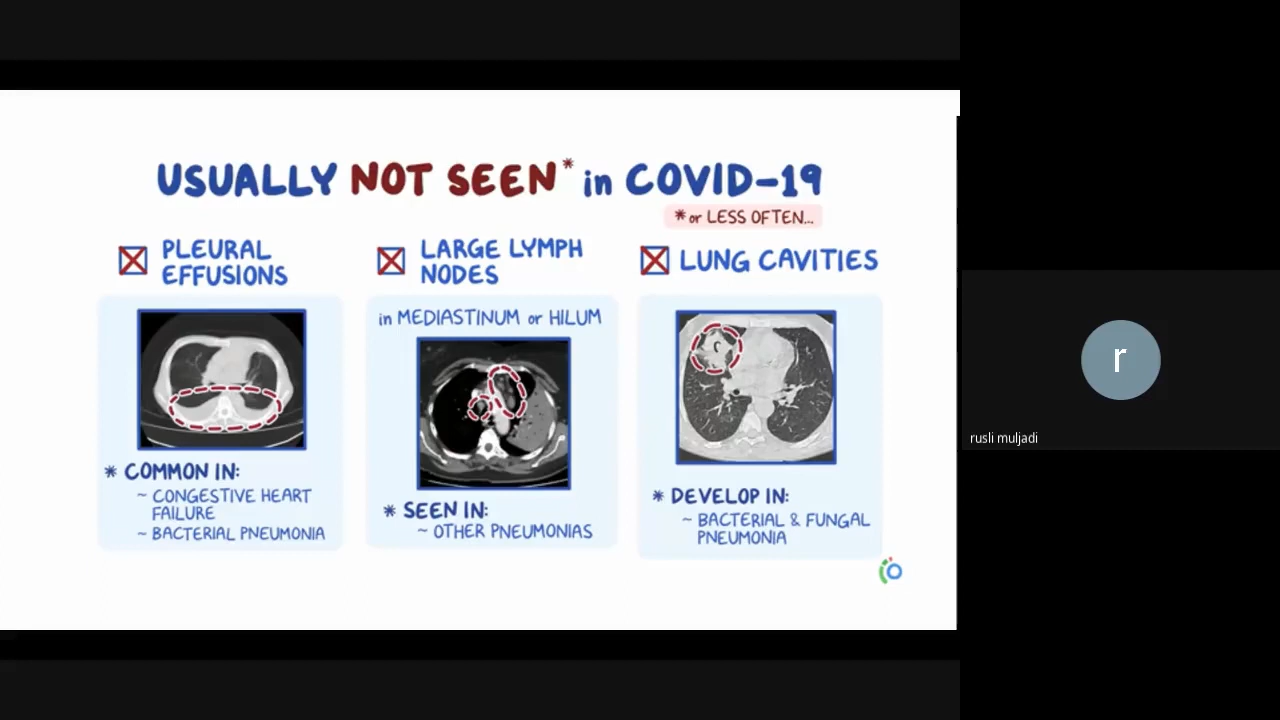 USUALLY NOT SEEN* in COVID-19
*or LESS OFTEN...
PLEURAL
EFFUSIONS
* COMMON IN:
~ CONGESTIVE HEART
FAILURE
~ BACTERIAL PNEUMONIA
LARGE LYMPH
NODES
in MEDIASTINUM or HILUM
* SEEN IN:
~ OTHER PNEUMONIAS
LUNG CAVITIES
* DEVELOP IN:
~ BACTERIAL & FUNGAL
PNEUMONIA
r
rusli muljadi